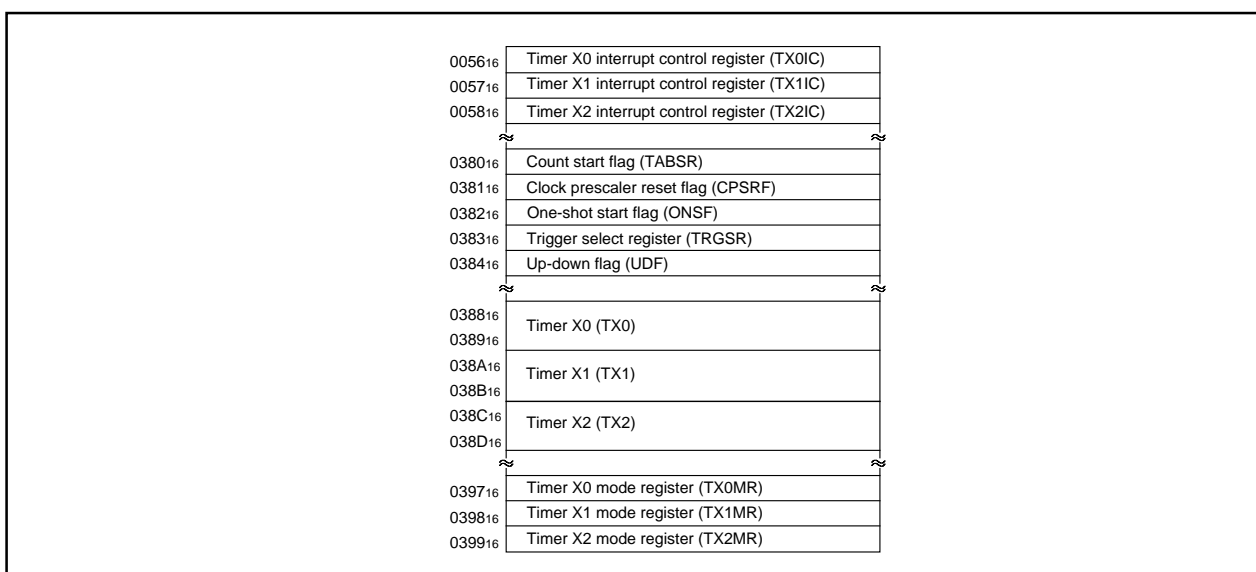 0056₁₆ Timer X0 interrupt control register (TX0IC)
0057₁₆ Timer X1 interrupt control register (TX1IC)
0058₁₆ Timer X2 interrupt control register (TX2IC)
0380₁₆ Count start flag (TABSR)
0381₁₆ Clock prescaler reset flag (CPSRF)
0382₁₆ One-shot start flag (ONSF)
0383₁₆ Trigger select register (TRGSR)
0384₁₆ Up-down flag (UDF)
0388₁₆
Timer X0 (TX0)
0389₁₆
038A₁₆
Timer X1 (TX1)
038B₁₆
038C₁₆
Timer X2 (TX2)
038D₁₆
0397₁₆ Timer X0 mode register (TX0MR)
0398₁₆ Timer X1 mode register (TX1MR)
0399₁₆ Timer X2 mode register (TX2MR)